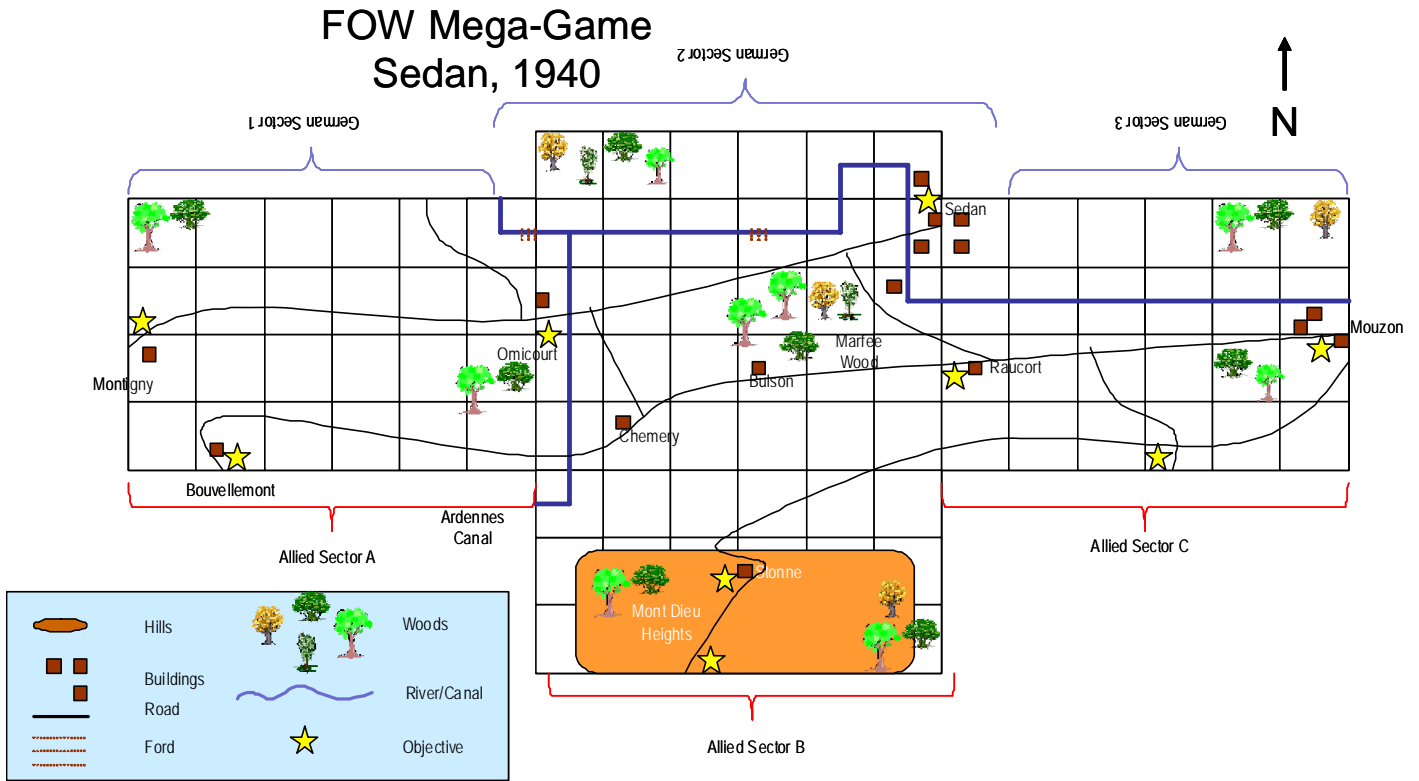 FOW Mega-Game
Sedan, 1940
German Sector 2
German Sector 1
German Sector 3
N
Sedan
Omicourt
Marfee
Wood
Mouzon
Montigny
Bulson
Raucort
Chemery
Bouvellemont
Ardennes
Canal
Allied Sector A
Allied Sector C
Stonne
Mont Dieu
Heights
Allied Sector B
Hills
Woods
Buildings
River/Canal
Road
Ford
Objective